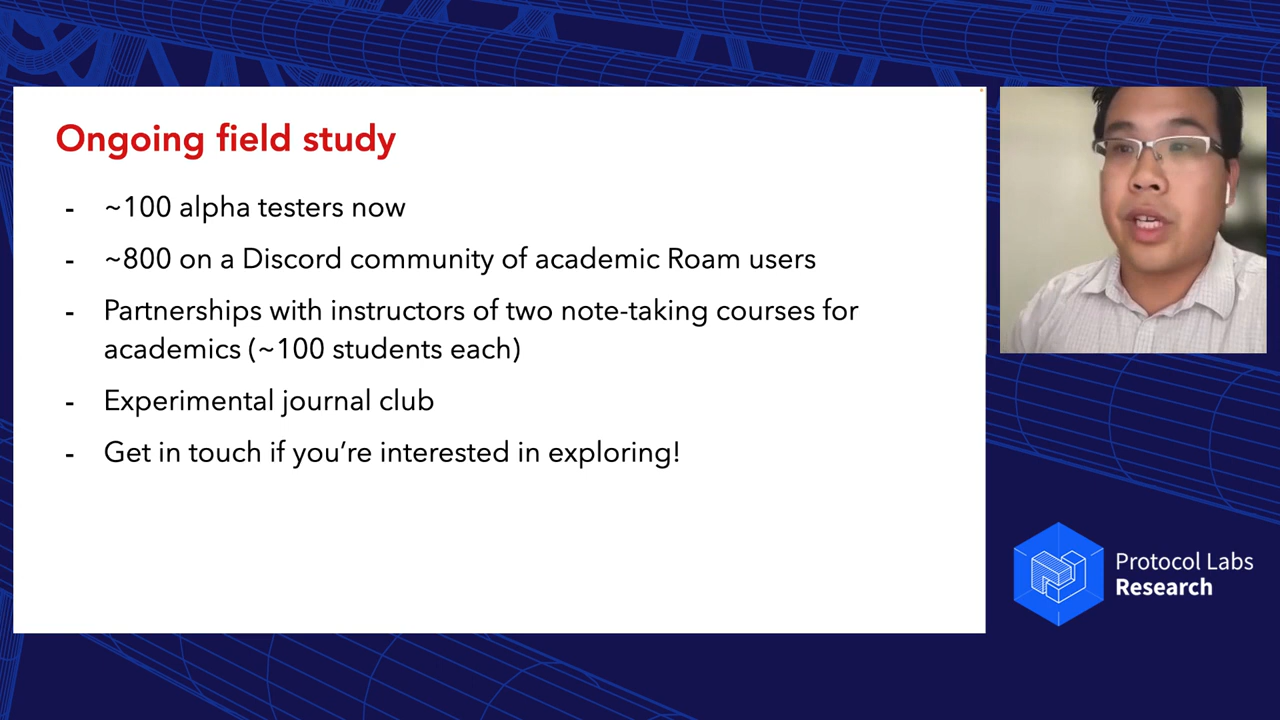 Ongoing field study
- ~100 alpha testers now
- ~800 on a Discord community of academic Roam users
- Partnerships with instructors of two note-taking courses for
academics (~100 students each)
- Experimental journal club
- Get in touch if you’re interested in exploring!
Protocol Labs
Research